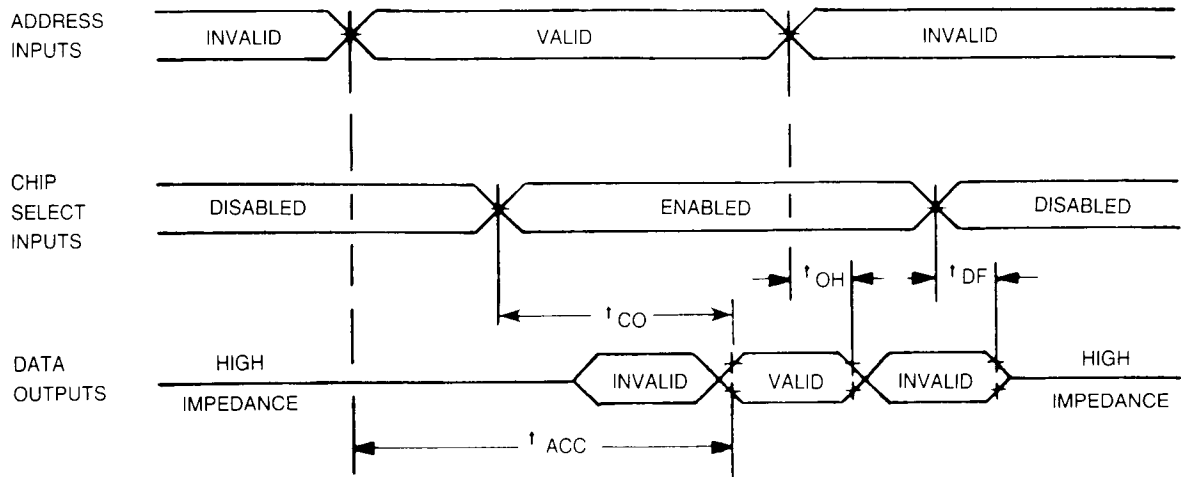 ADDRESS
INPUTS
INVALID
VALID
INVALID
CHIP
SELECT
INPUTS
DISABLED
ENABLED
DISABLED
tOH
tDF
tCO
DATA
OUTPUTS
HIGH
IMPEDANCE
INVALID
VALID
INVALID
HIGH
IMPEDANCE
tACC